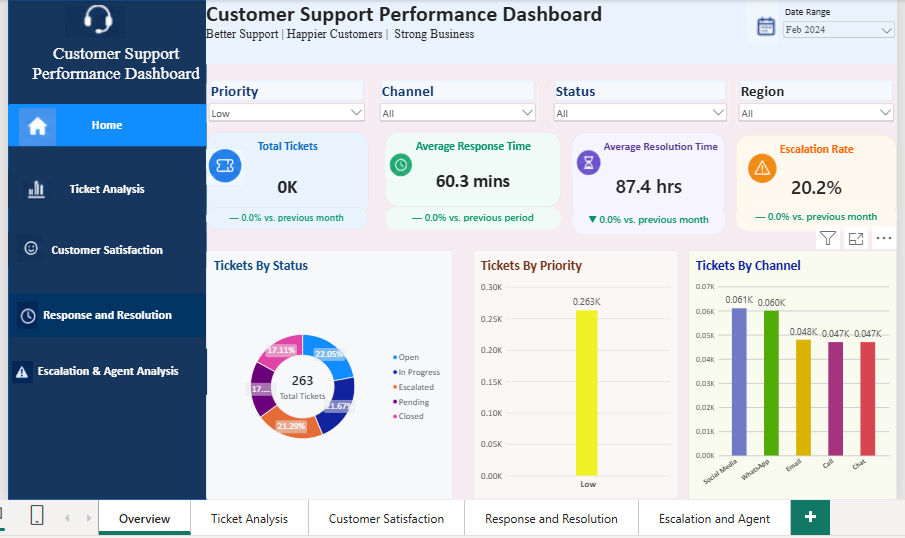 Customer Support Performance Dashboard
Better Support | Happier Customers | Strong Business
Date Range
Feb 2024
Customer Support
Performance Dashboard
Home
Ticket Analysis
Customer Satisfaction
Response and Resolution
Escalation & Agent Analysis
Priority
Low
Channel
All
Status
All
Region
All
Total Tickets
0K
— 0.0% vs. previous month
Average Response Time
60.3 mins
— 0.0% vs. previous period
Average Resolution Time
87.4 hrs
▼ 0.0% vs. previous month
Escalation Rate
20.2%
— 0.0% vs. previous month
Tickets By Status
22.05%
21.67%
21.29%
17....
17.11%
263
Total Tickets
Open
In Progress
Escalated
Pending
Closed
Tickets By Priority
0.30K
0.25K
0.20K
0.15K
0.10K
0.05K
0.00K
0.263K
Low
Tickets By Channel
0.07K
0.06K
0.05K
0.04K
0.03K
0.02K
0.01K
0.00K
0.061K
0.060K
0.048K
0.047K
0.047K
Social Media
WhatsApp
Email
Call
Chat
Overview
Ticket Analysis
Customer Satisfaction
Response and Resolution
Escalation and Agent